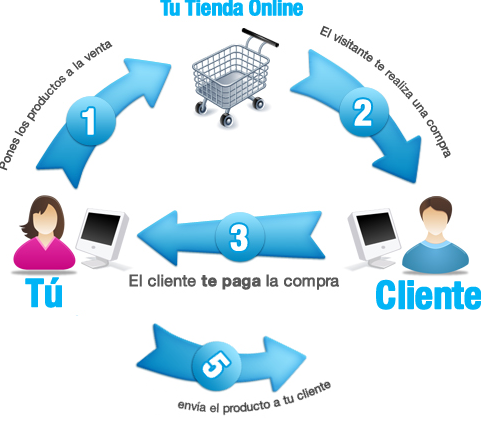 Tu Tienda Online
Pones los productos a la venta
1
El visitante te realiza una compra
2
3
El cliente te paga la compra
Tú
Cliente
5
envía el producto a tu cliente